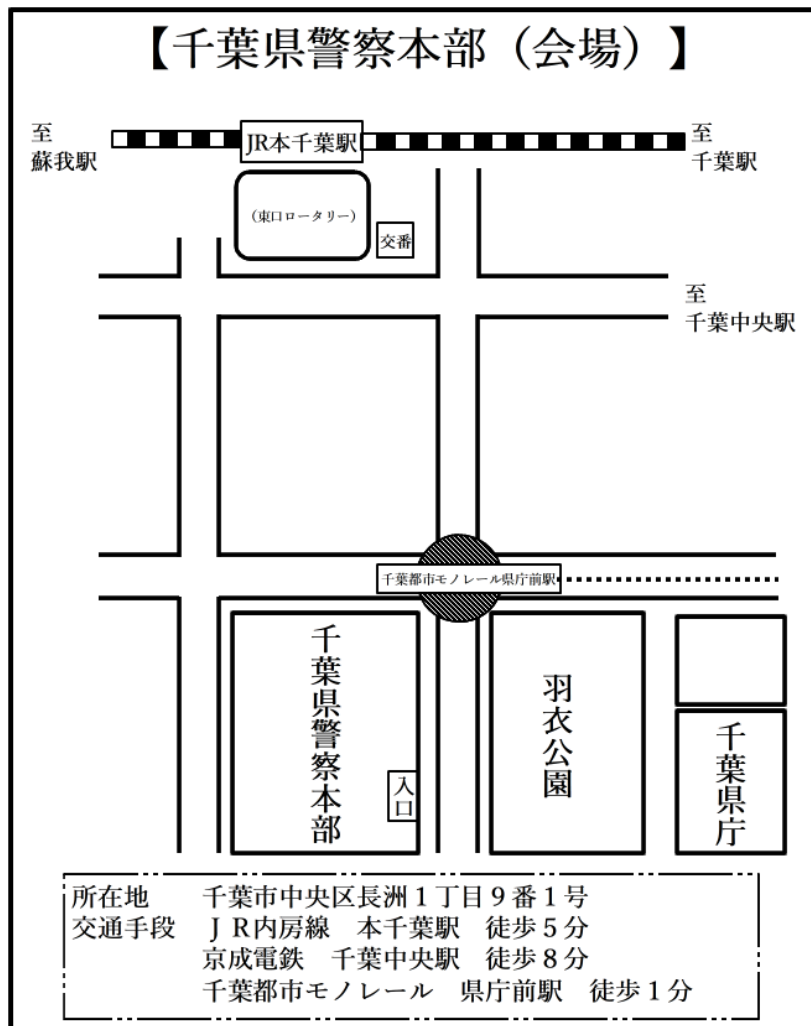 【千葉県警察本部（会場）】
至
蘇我駅
JR本千葉駅
至
千葉駅
（東口ロータリー）
交番
至
千葉中央駅
千葉都市モノレール県庁前駅
千葉県警察本部
入口
羽衣公園
千葉県庁
所在地　千葉市中央区長洲１丁目９番１号
交通手段　ＪＲ内房線　本千葉駅　徒歩５分
京成電鉄　千葉中央駅　徒歩８分
千葉都市モノレール　県庁前駅　徒歩１分